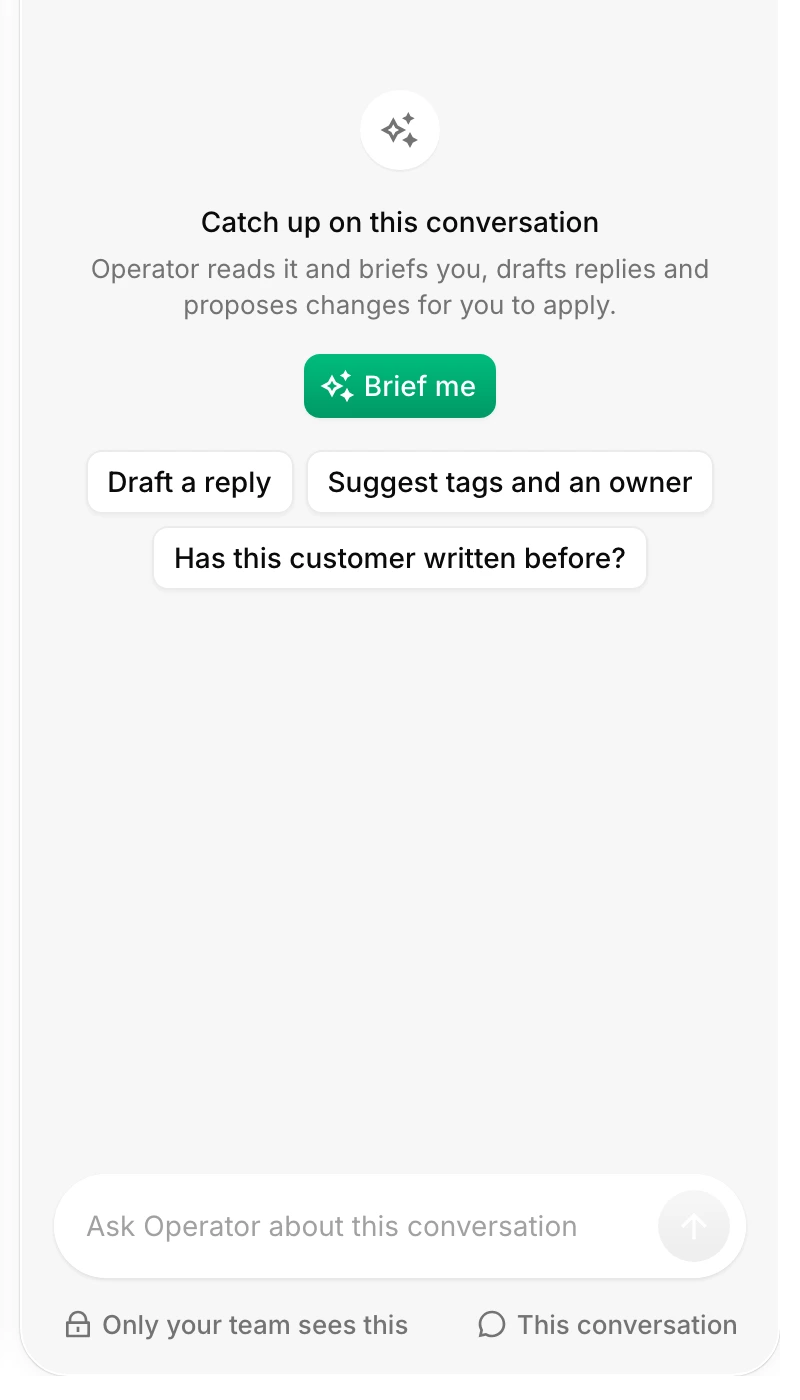 Catch up on this conversation
Operator reads it and briefs you, drafts replies and
proposes changes for you to apply.
Brief me
Draft a reply
Suggest tags and an owner
Has this customer written before?
Ask Operator about this conversation
Only your team sees this
This conversation